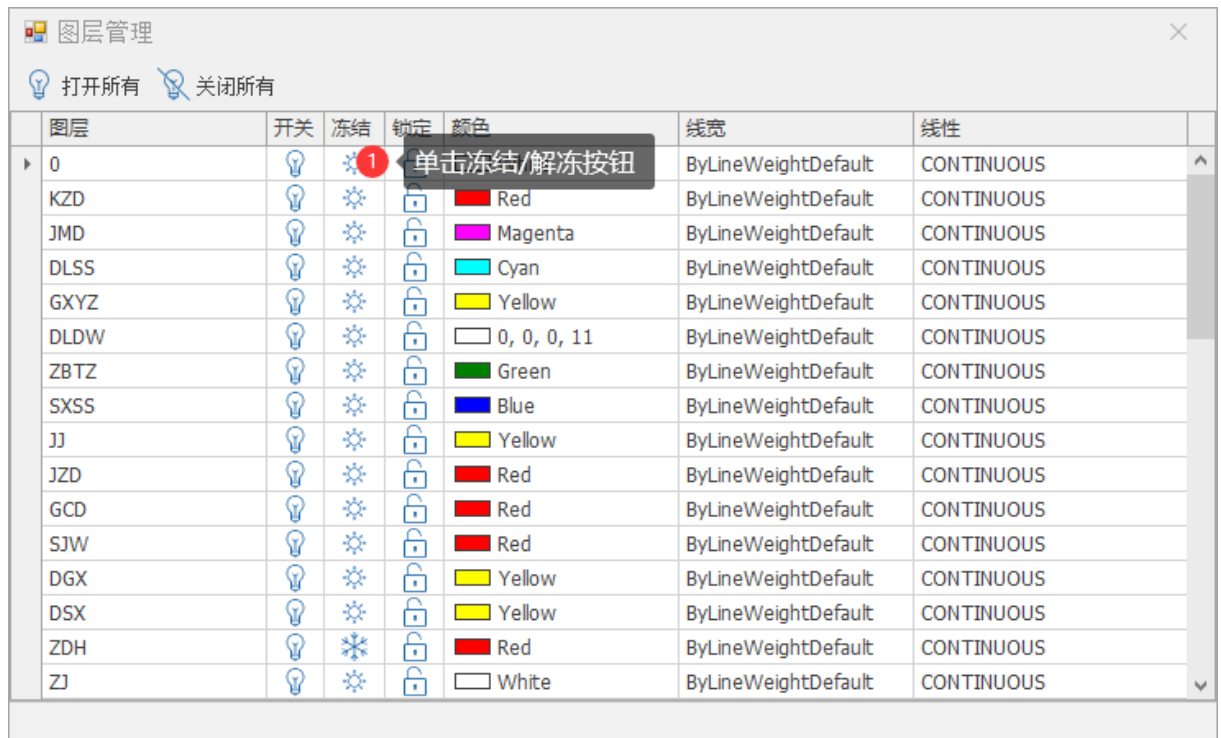 图层管理
打开所有 关闭所有
图层 开关 冻结 锁定 颜色 线宽 线性
0 1 单击冻结/解冻按钮 ByLineWeightDefault CONTINUOUS
KZD Red ByLineWeightDefault CONTINUOUS
JMD Magenta ByLineWeightDefault CONTINUOUS
DLSS Cyan ByLineWeightDefault CONTINUOUS
GXYZ Yellow ByLineWeightDefault CONTINUOUS
DLDW 0, 0, 0, 11 ByLineWeightDefault CONTINUOUS
ZBTZ Green ByLineWeightDefault CONTINUOUS
SXSS Blue ByLineWeightDefault CONTINUOUS
JJ Yellow ByLineWeightDefault CONTINUOUS
JZD Red ByLineWeightDefault CONTINUOUS
GCD Red ByLineWeightDefault CONTINUOUS
SJW Red ByLineWeightDefault CONTINUOUS
DGX Yellow ByLineWeightDefault CONTINUOUS
DSX Yellow ByLineWeightDefault CONTINUOUS
ZDH Red ByLineWeightDefault CONTINUOUS
ZJ White ByLineWeightDefault CONTINUOUS